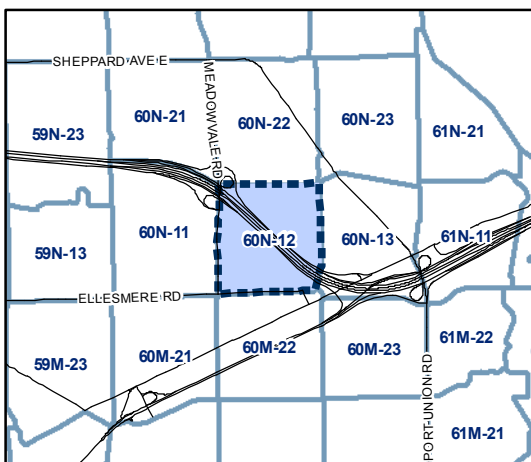 SHEPPARD AVE E
MEADOWVALE RD
60N-21
60N-22
60N-23
59N-23
61N-21
59N-13
60N-11
60N-12
60N-13
61N-11
ELLESMERE RD
59M-23
60M-21
60M-22
60M-23
61M-22
PORT UNION RD
61M-21